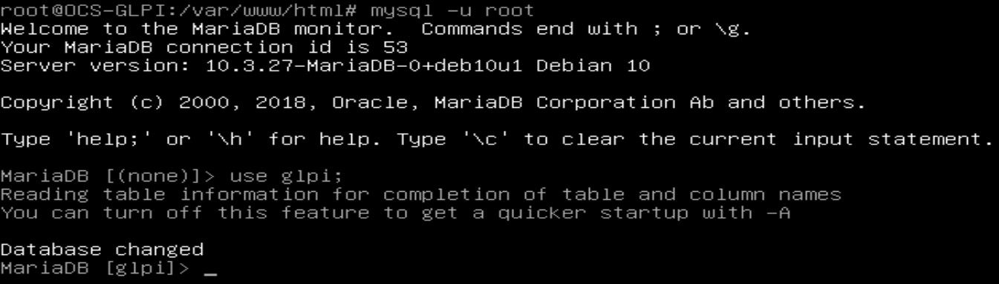 root@OCS-GLPI:/var/www/html# mysql -u root
Welcome to the MariaDB monitor.  Commands end with ; or \g.
Your MariaDB connection id is 53
Server version: 10.3.27-MariaDB-0+deb10u1 Debian 10
Copyright (c) 2000, 2018, Oracle, MariaDB Corporation Ab and others.
Type 'help;' or '\h' for help. Type '\c' to clear the current input statement.
MariaDB [(none)]> use glpi;
Reading table information for completion of table and column names
You can turn off this feature to get a quicker startup with -A
Database changed
MariaDB [glpi]> _